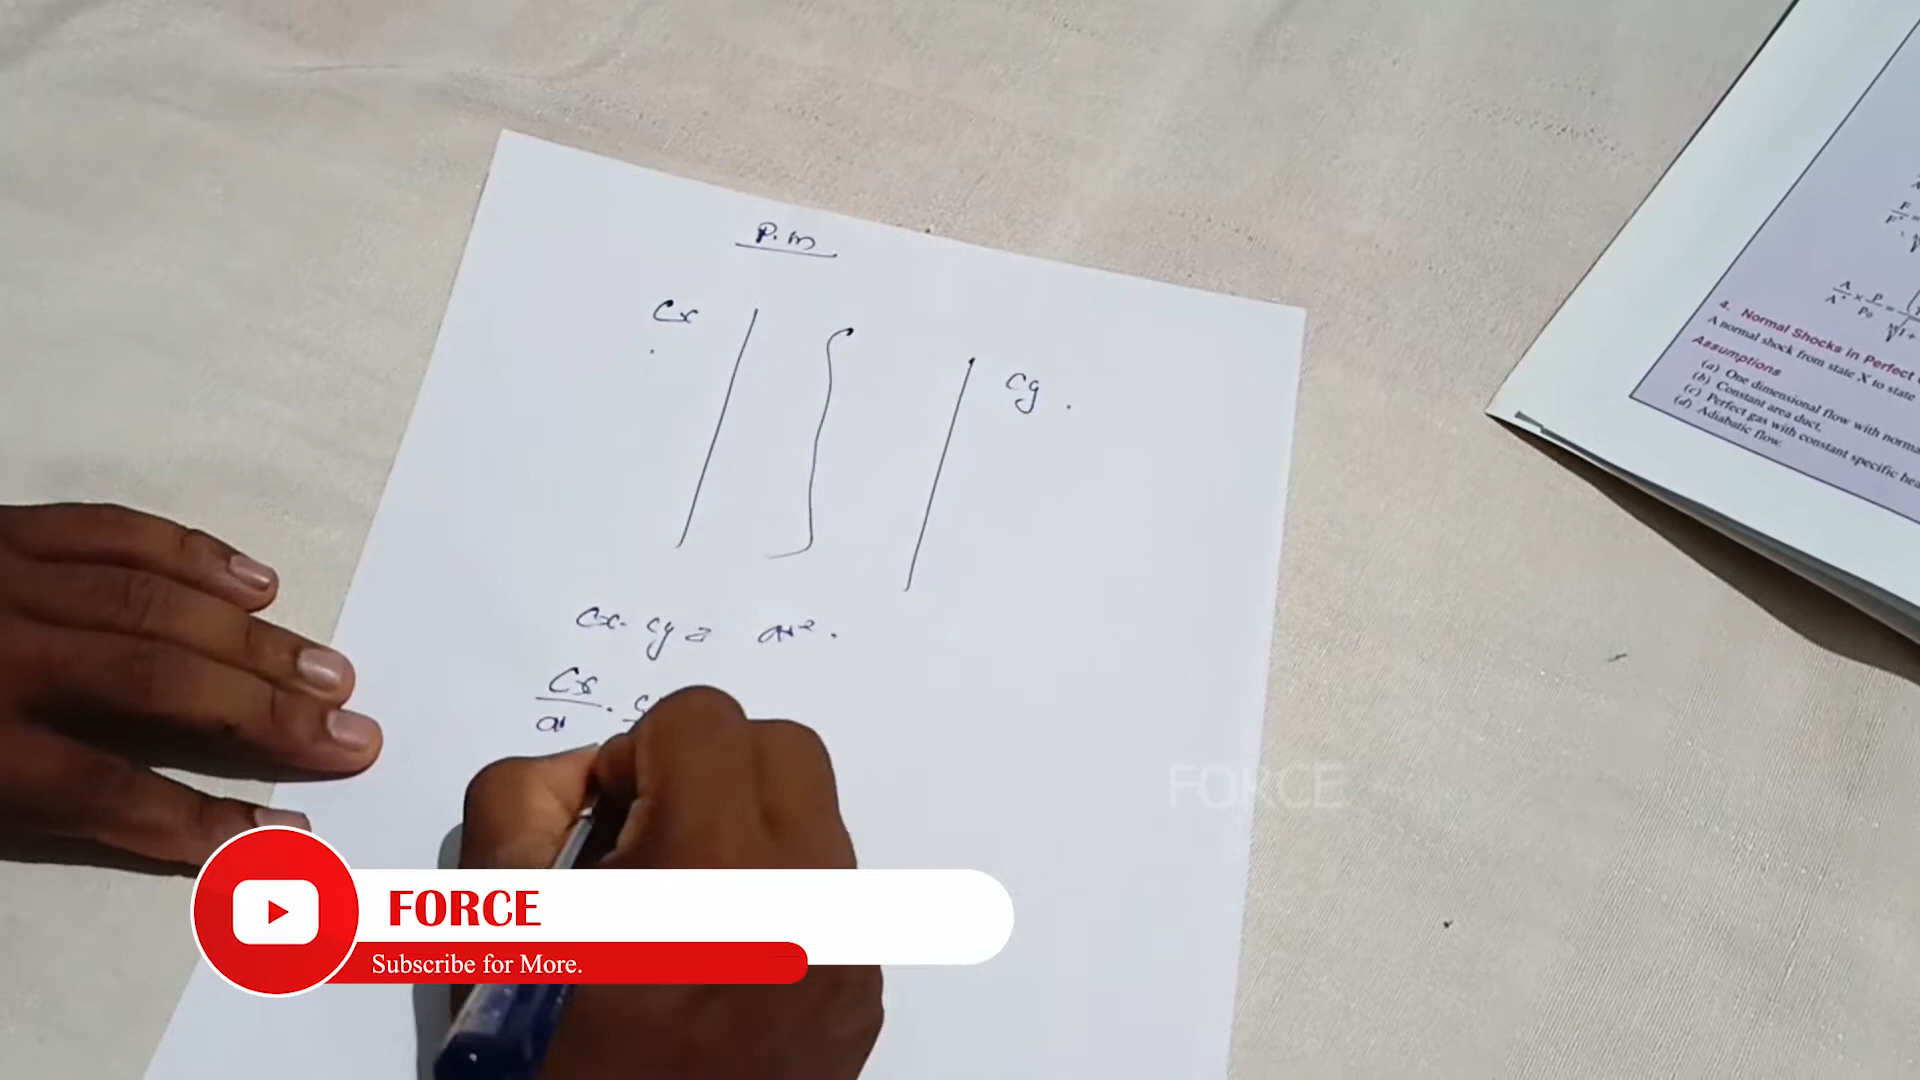 P.m
Cx
Cy .
Cx. Cy = a*² .
Cx
a* .
A/A* × P/P₀ =
4. Normal Shocks in Perfect
A normal shock from state X to state
Assumptions
(a) One dimensional flow with norma
(b) Constant area duct,
(c) Perfect gas with constant specific hea
(d) Adiabatic flow.
FORCE
FORCE
Subscribe for More.